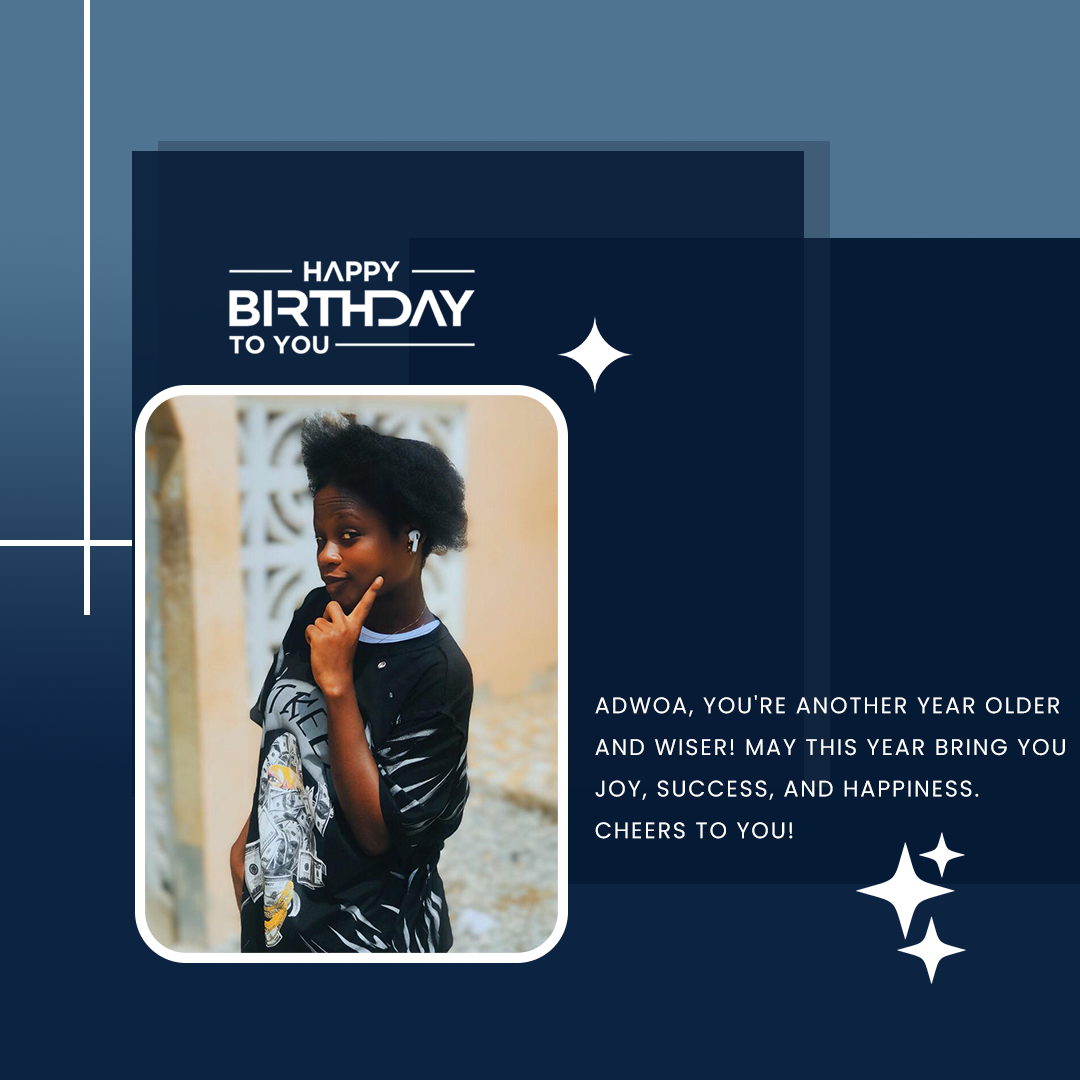 HAPPY
BIRTHDAY
TO YOU
STREET
ADWOA, YOU'RE ANOTHER YEAR OLDER
AND WISER! MAY THIS YEAR BRING YOU
JOY, SUCCESS, AND HAPPINESS.
CHEERS TO YOU!